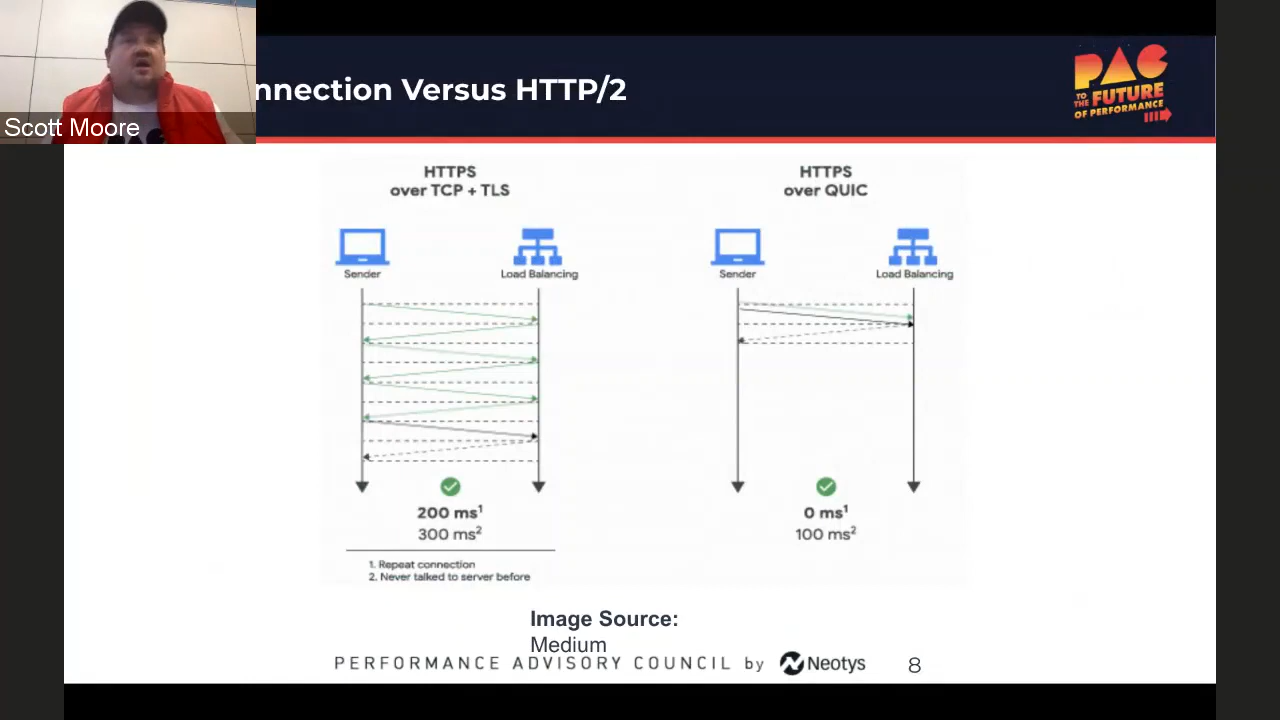 nnection Versus HTTP/2
PAC
TO THE FUTURE
OF PERFORMANCE
Scott Moore
HTTPS
over TCP + TLS
Sender
Load Balancing
200 ms¹
300 ms²
1. Repeat connection
2. Never talked to server before
HTTPS
over QUIC
Sender
Load Balancing
0 ms¹
100 ms²
Image Source:
Medium
PERFORMANCE ADVISORY COUNCIL by Neotys
8